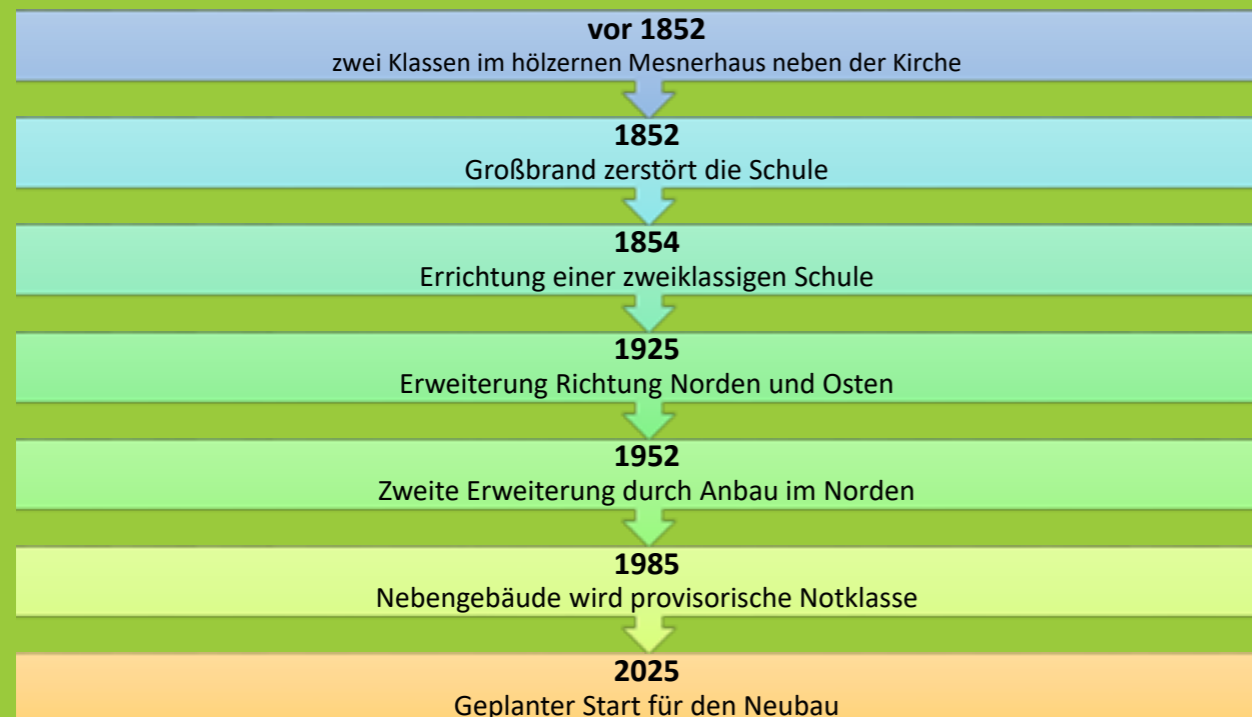 vor 1852
zwei Klassen im hölzernen Mesnerhaus neben der Kirche
1852
Großbrand zerstört die Schule
1854
Errichtung einer zweiklassigen Schule
1925
Erweiterung Richtung Norden und Osten
1952
Zweite Erweiterung durch Anbau im Norden
1985
Nebengebäude wird provisorische Notklasse
2025
Geplanter Start für den Neubau